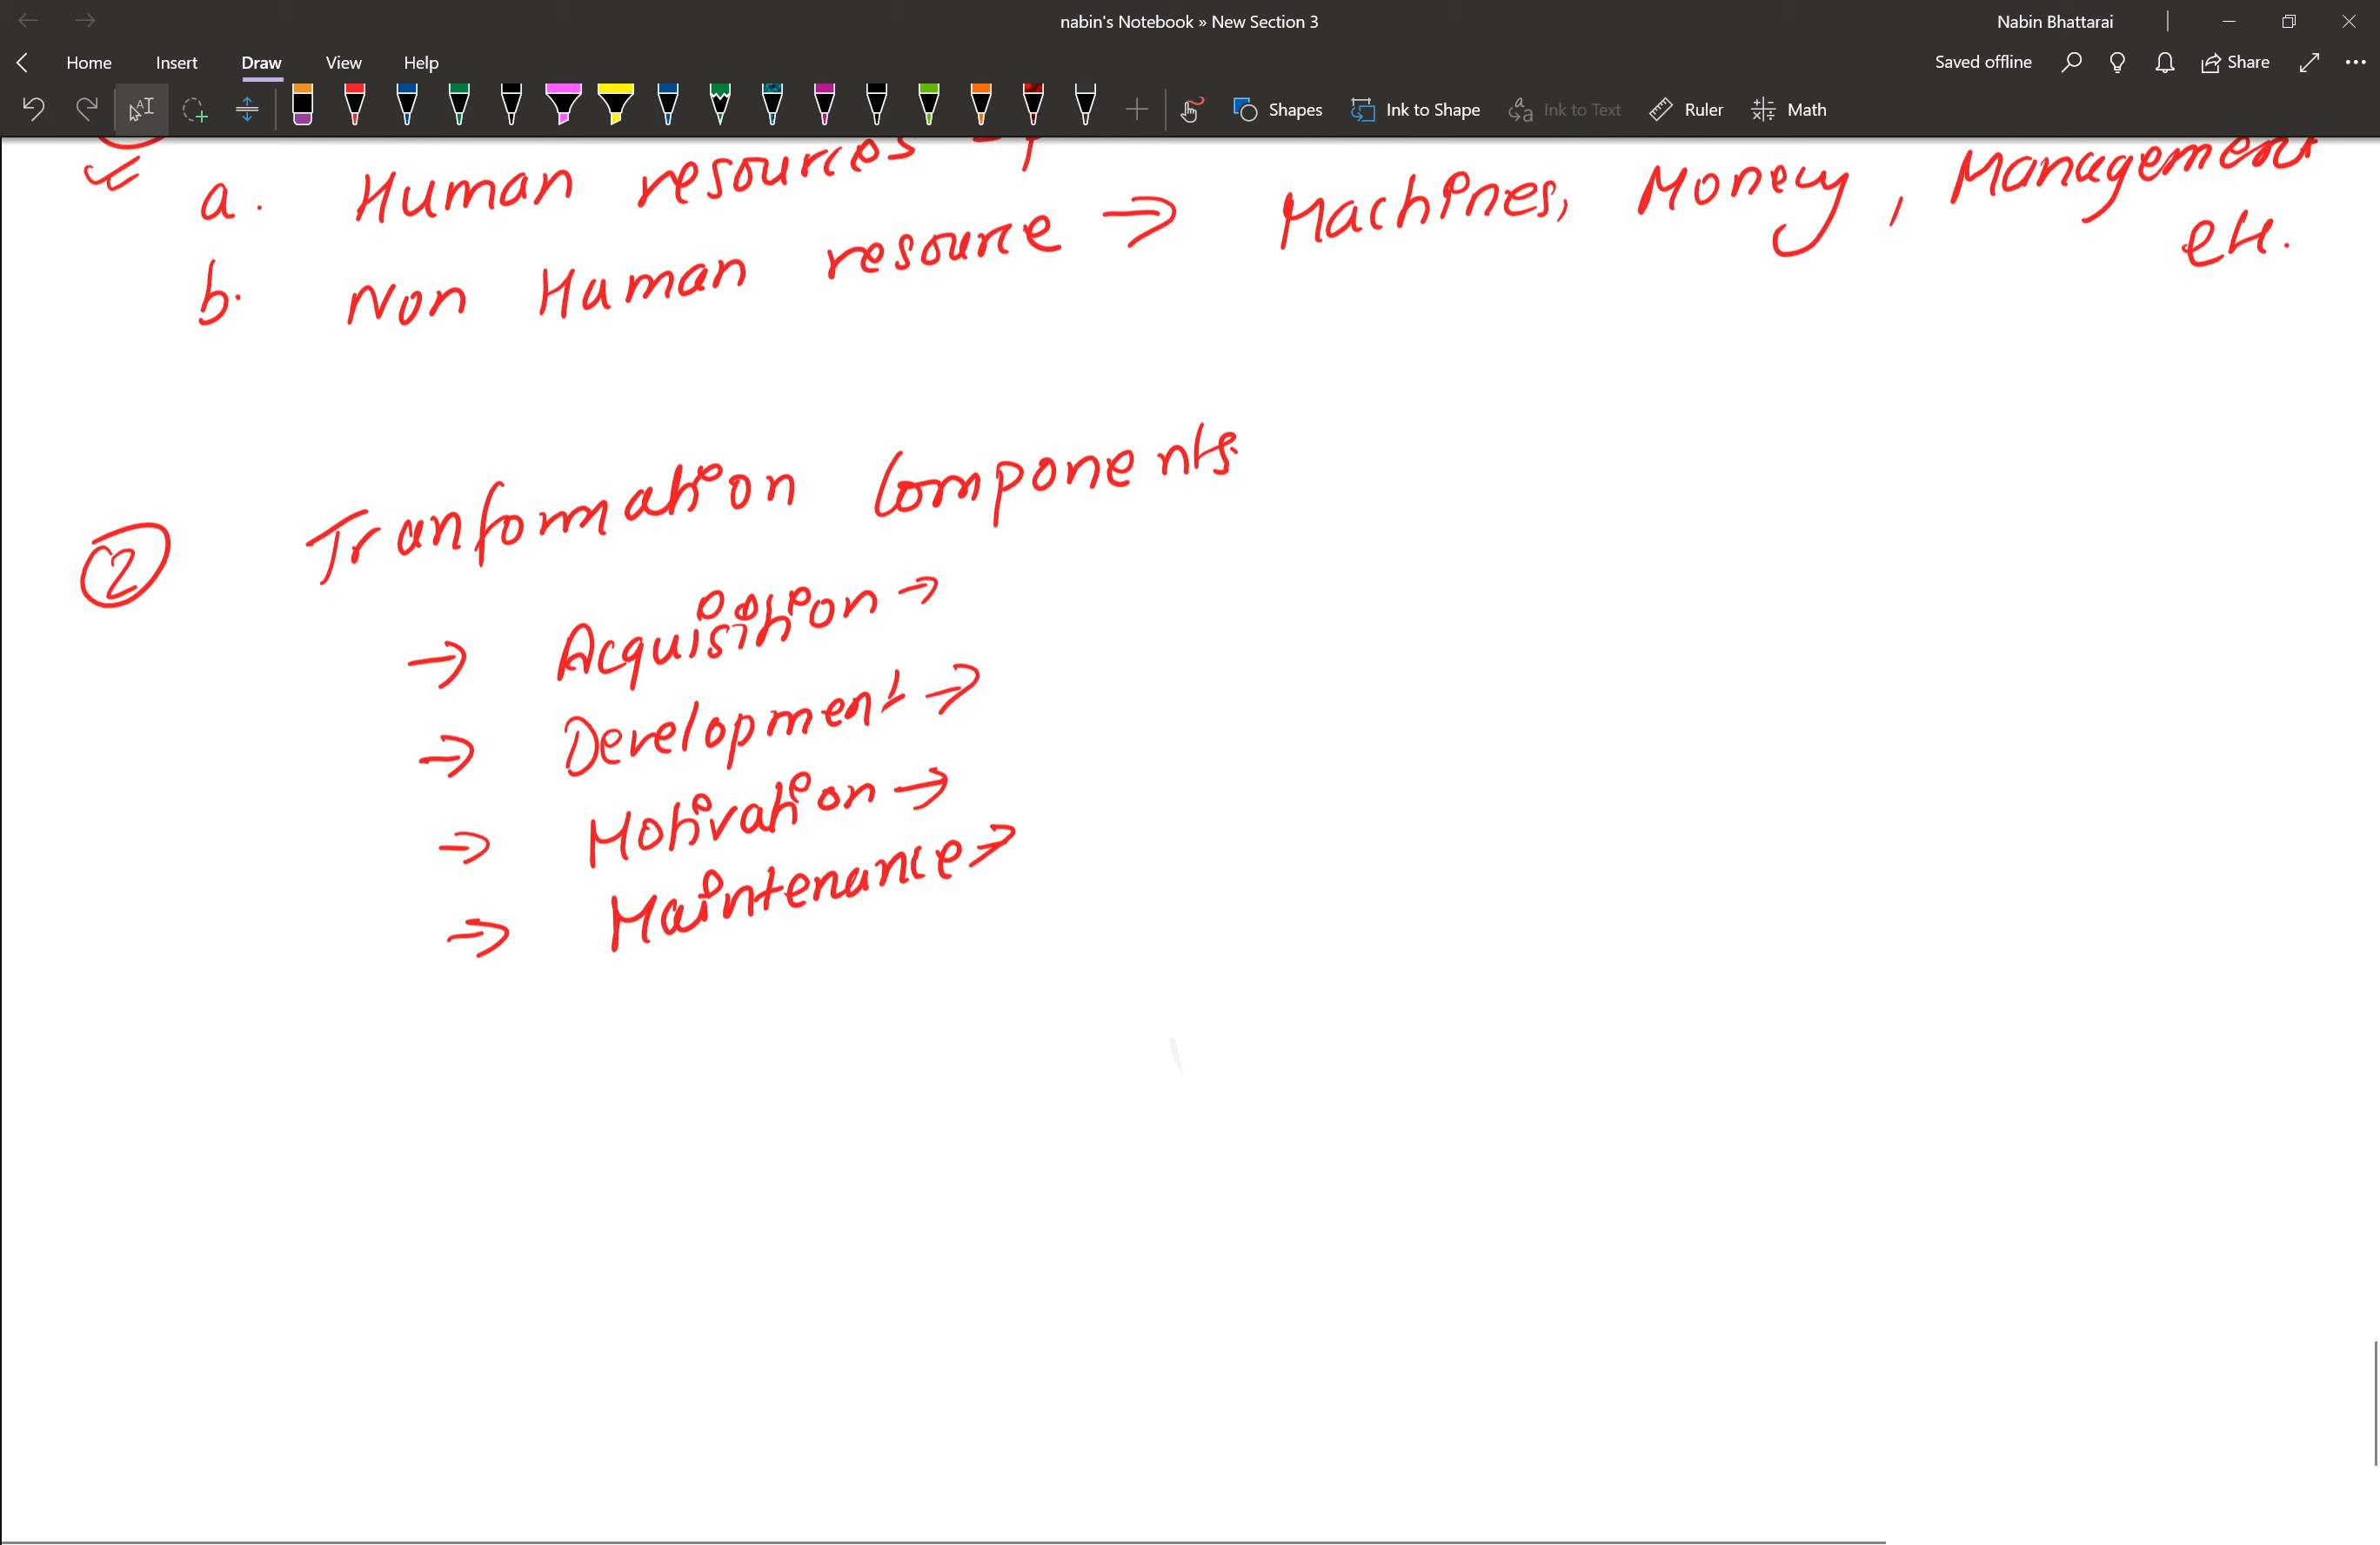 nabin's Notebook » New Section 3
Nabin Bhattarai
Home Insert Draw View Help
Saved offline
Share
Shapes
Ink to Shape
Ink to Text
Ruler
Math
a. Human resources
b. Non Human resource ⇒ Machines, Money, Management etc.
② Tranformation Components
→ Acquisition →
⇒ Development →
⇒ Motivation →
⇒ Maintenance →